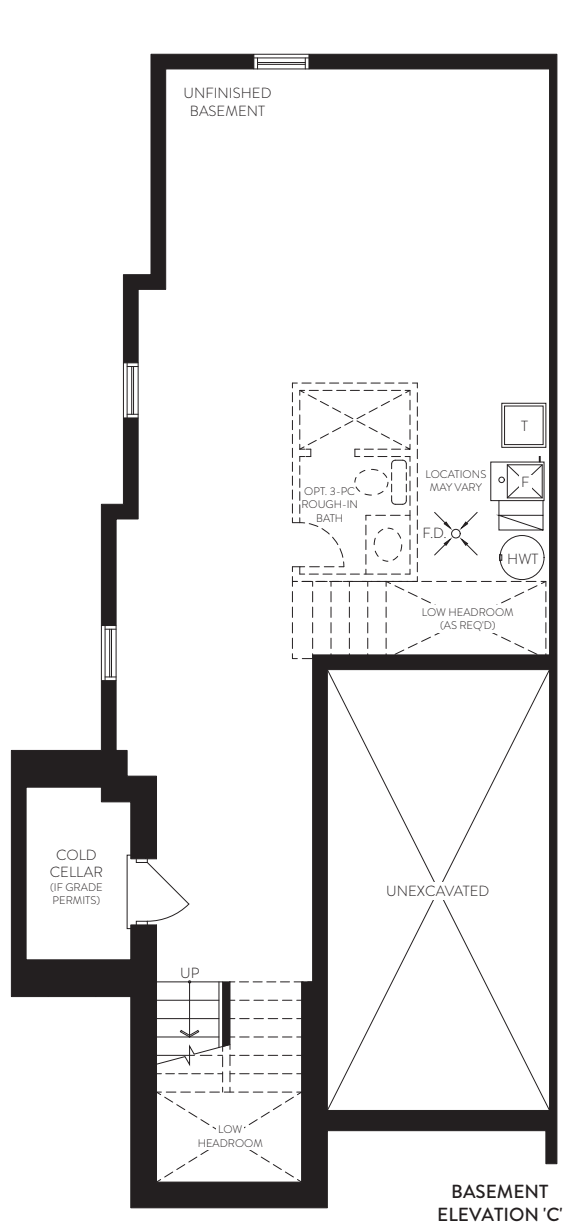 UNFINISHED
BASEMENT
T
LOCATIONS
MAY VARY
F
OPT. 3-PC
ROUGH-IN
BATH
F.D.
HWT
LOW HEADROOM
(AS REQ'D)
COLD
CELLAR
(IF GRADE
PERMITS)
UNEXCAVATED
UP
LOW
HEADROOM
BASEMENT
ELEVATION 'C'